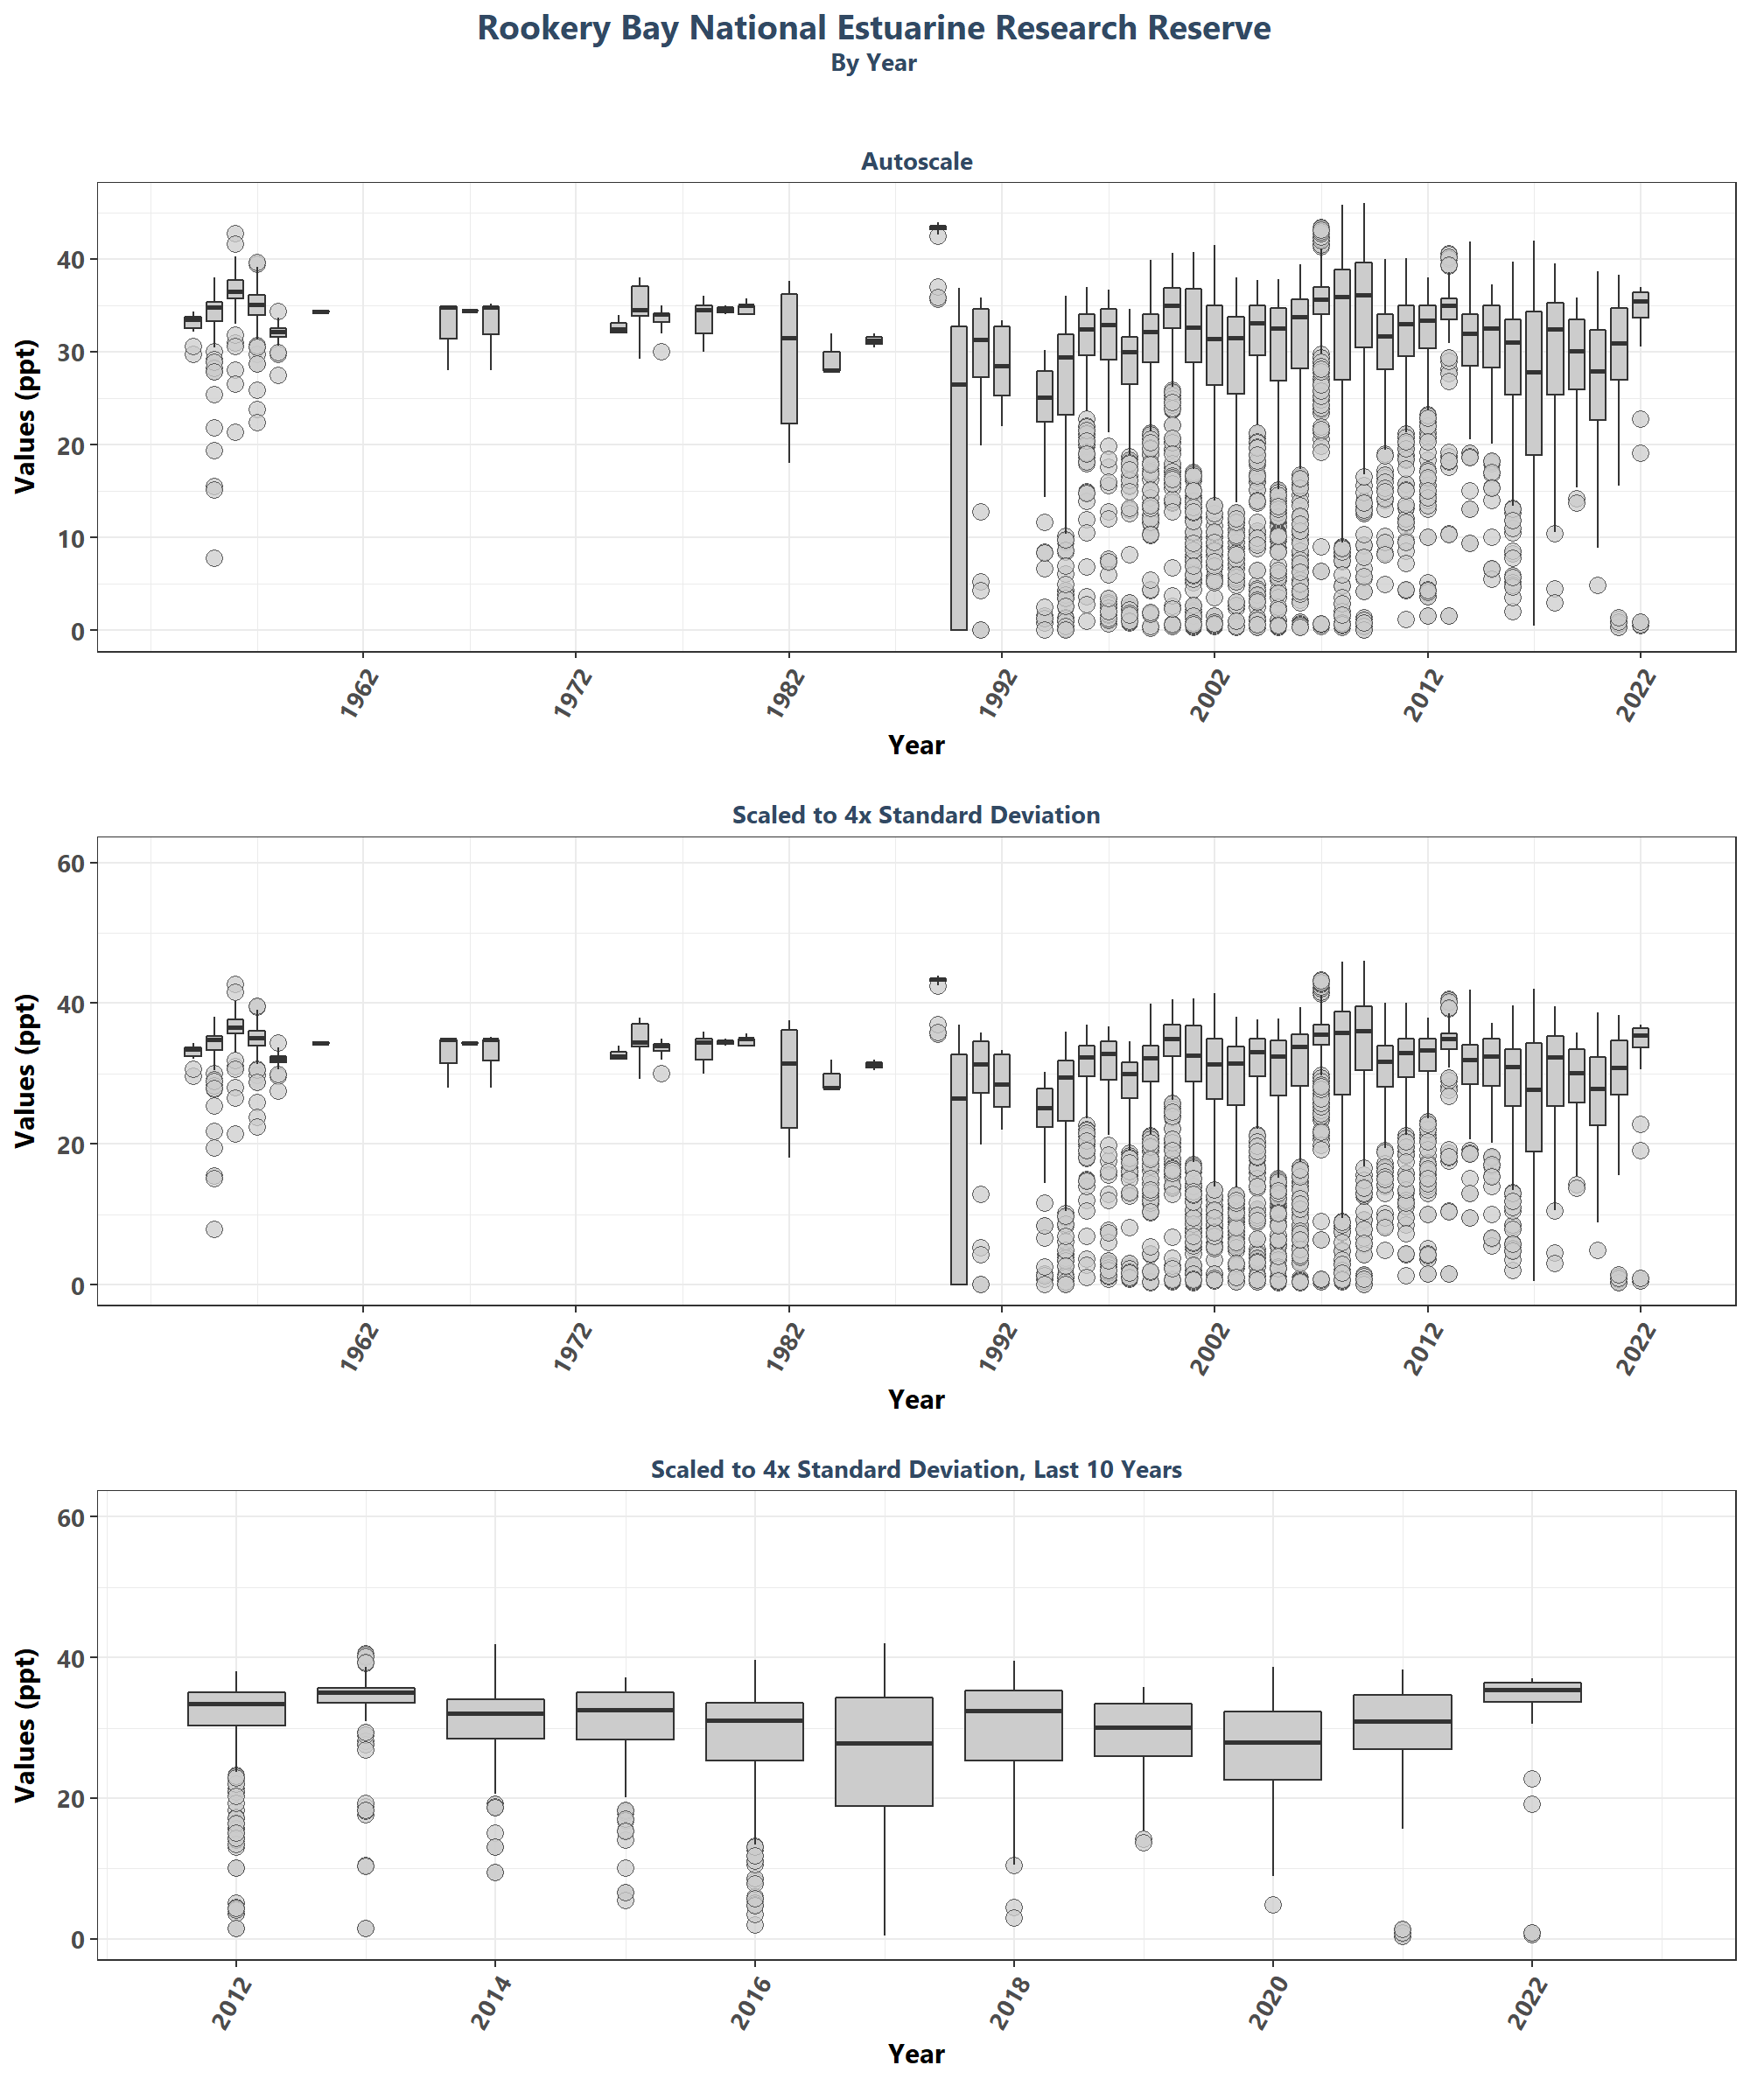 Rookery Bay National Estuarine Research Reserve
By Year
Autoscale
Values (ppt)
40
30
20
10
0
1962 1972 1982 1992 2002 2012 2022
Year
Scaled to 4x Standard Deviation
Values (ppt)
60
40
20
0
1962 1972 1982 1992 2002 2012 2022
Year
Scaled to 4x Standard Deviation, Last 10 Years
Values (ppt)
60
40
20
0
2012 2014 2016 2018 2020 2022
Year